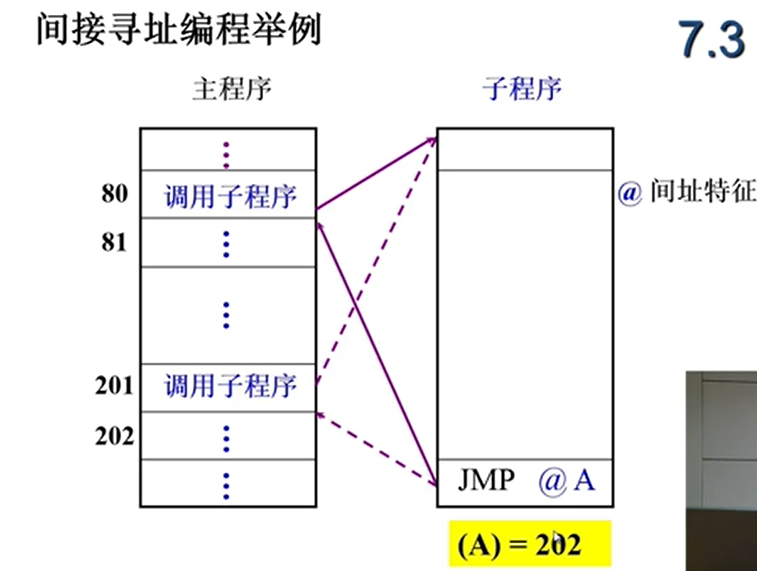 间接寻址编程举例
7.3
主程序
子程序
80
调用子程序
@ 间址特征
81
201
调用子程序
202
JMP @ A
(A) = 202